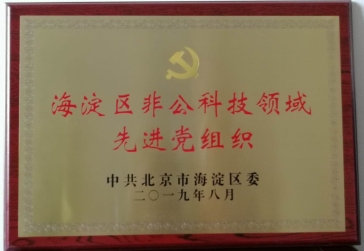 海淀区非公科技领域
先进党组织
中共北京市海淀区委
二〇一九年八月